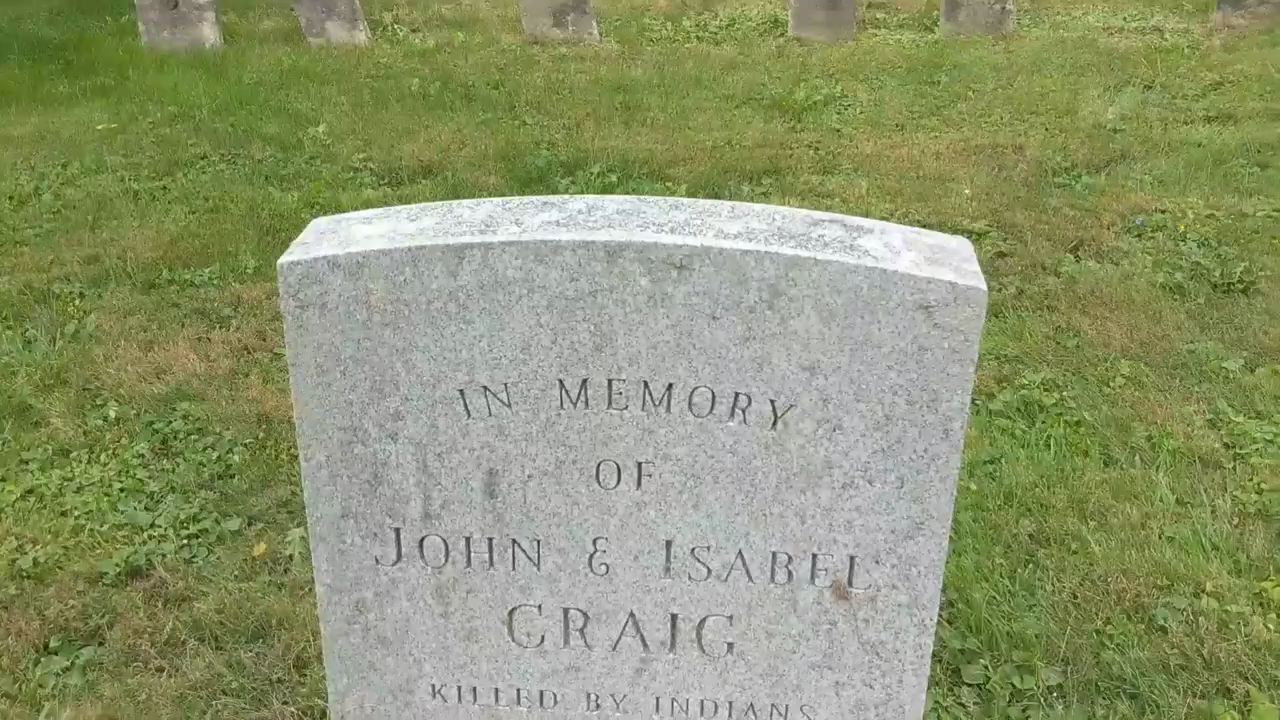 IN MEMORY
OF
JOHN & ISABEL
CRAIG
KILLED BY INDIANS